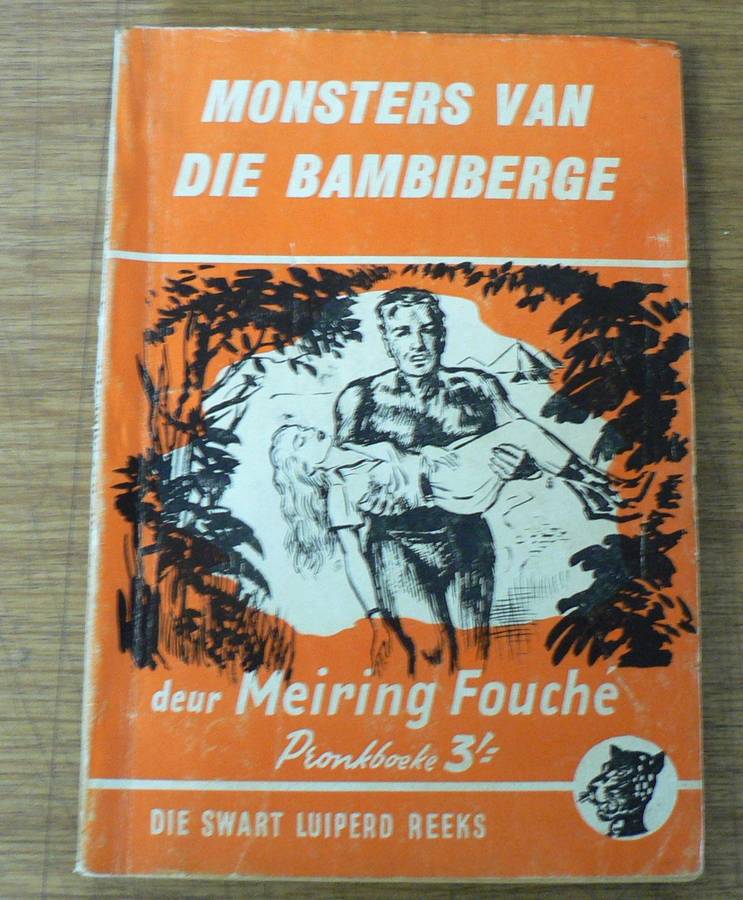 MONSTERS VAN
DIE BAMBIBERGE
deur Meiring Fouché
Pronkboeke 3/-
DIE SWART LUIPERD REEKS